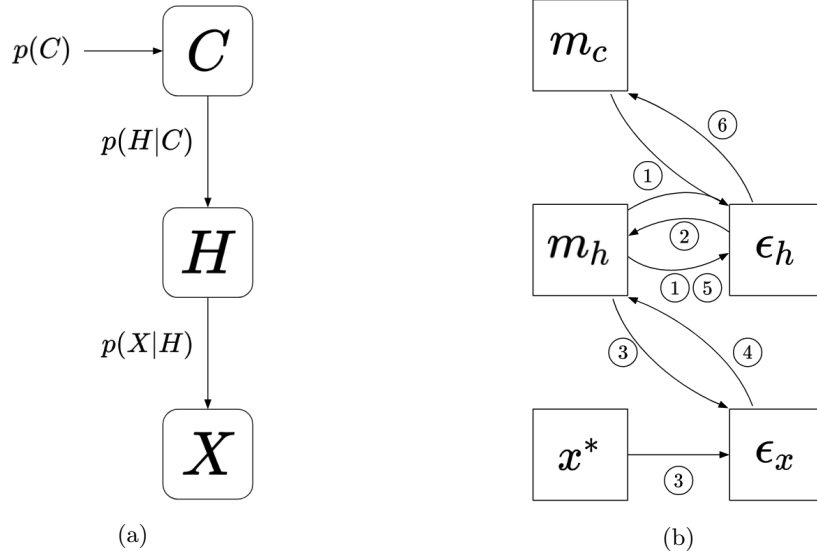 p(C)
C
p(H|C)
H
p(X|H)
X
(a)
m_c
6
1
m_h
2
ϵ_h
1 5
3
4
x*
3
ϵ_x
(b)